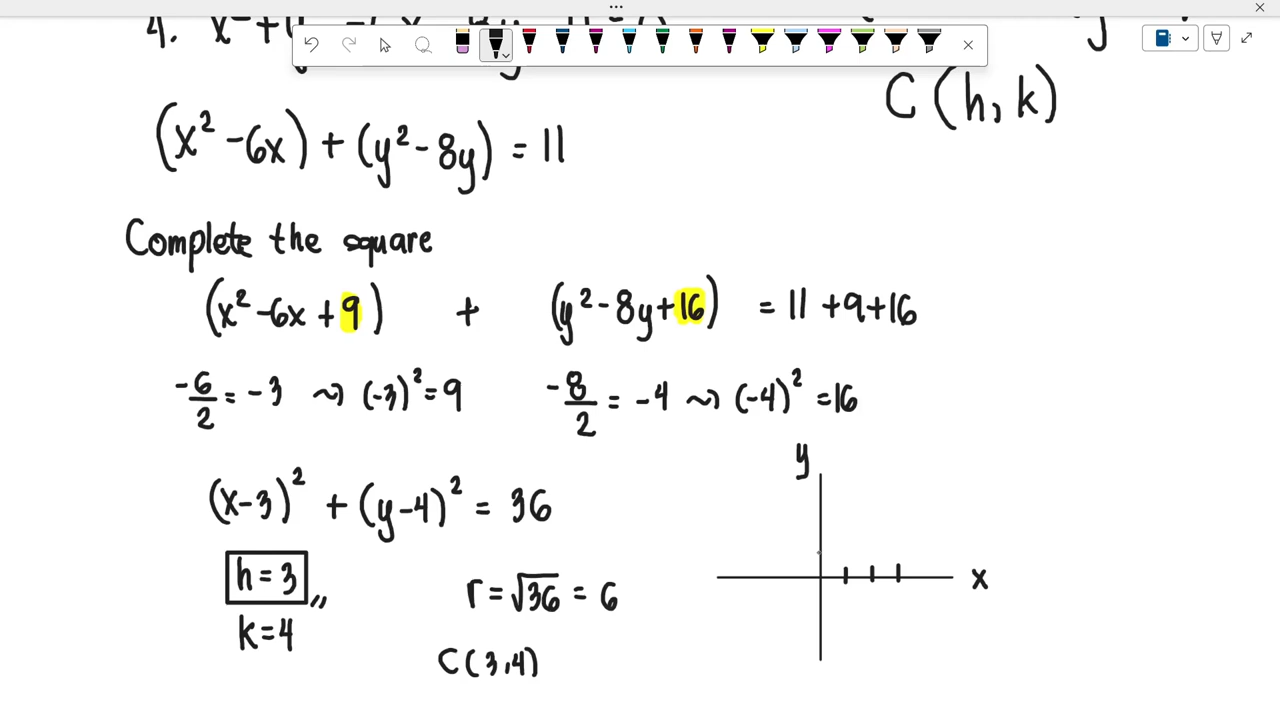 4.
C (h, k)
(x² -6x) + (y² - 8y) = 11
Complete the square
(x² -6x + 9) + (y² - 8y + 16) = 11 + 9 + 16
-6/2 = -3 ⤳ (-3)² = 9 -8/2 = -4 ⤳ (-4)² = 16
y
(x-3)² + (y-4)² = 36
h = 3 r = √36 = 6 x
k = 4
C(3,4)